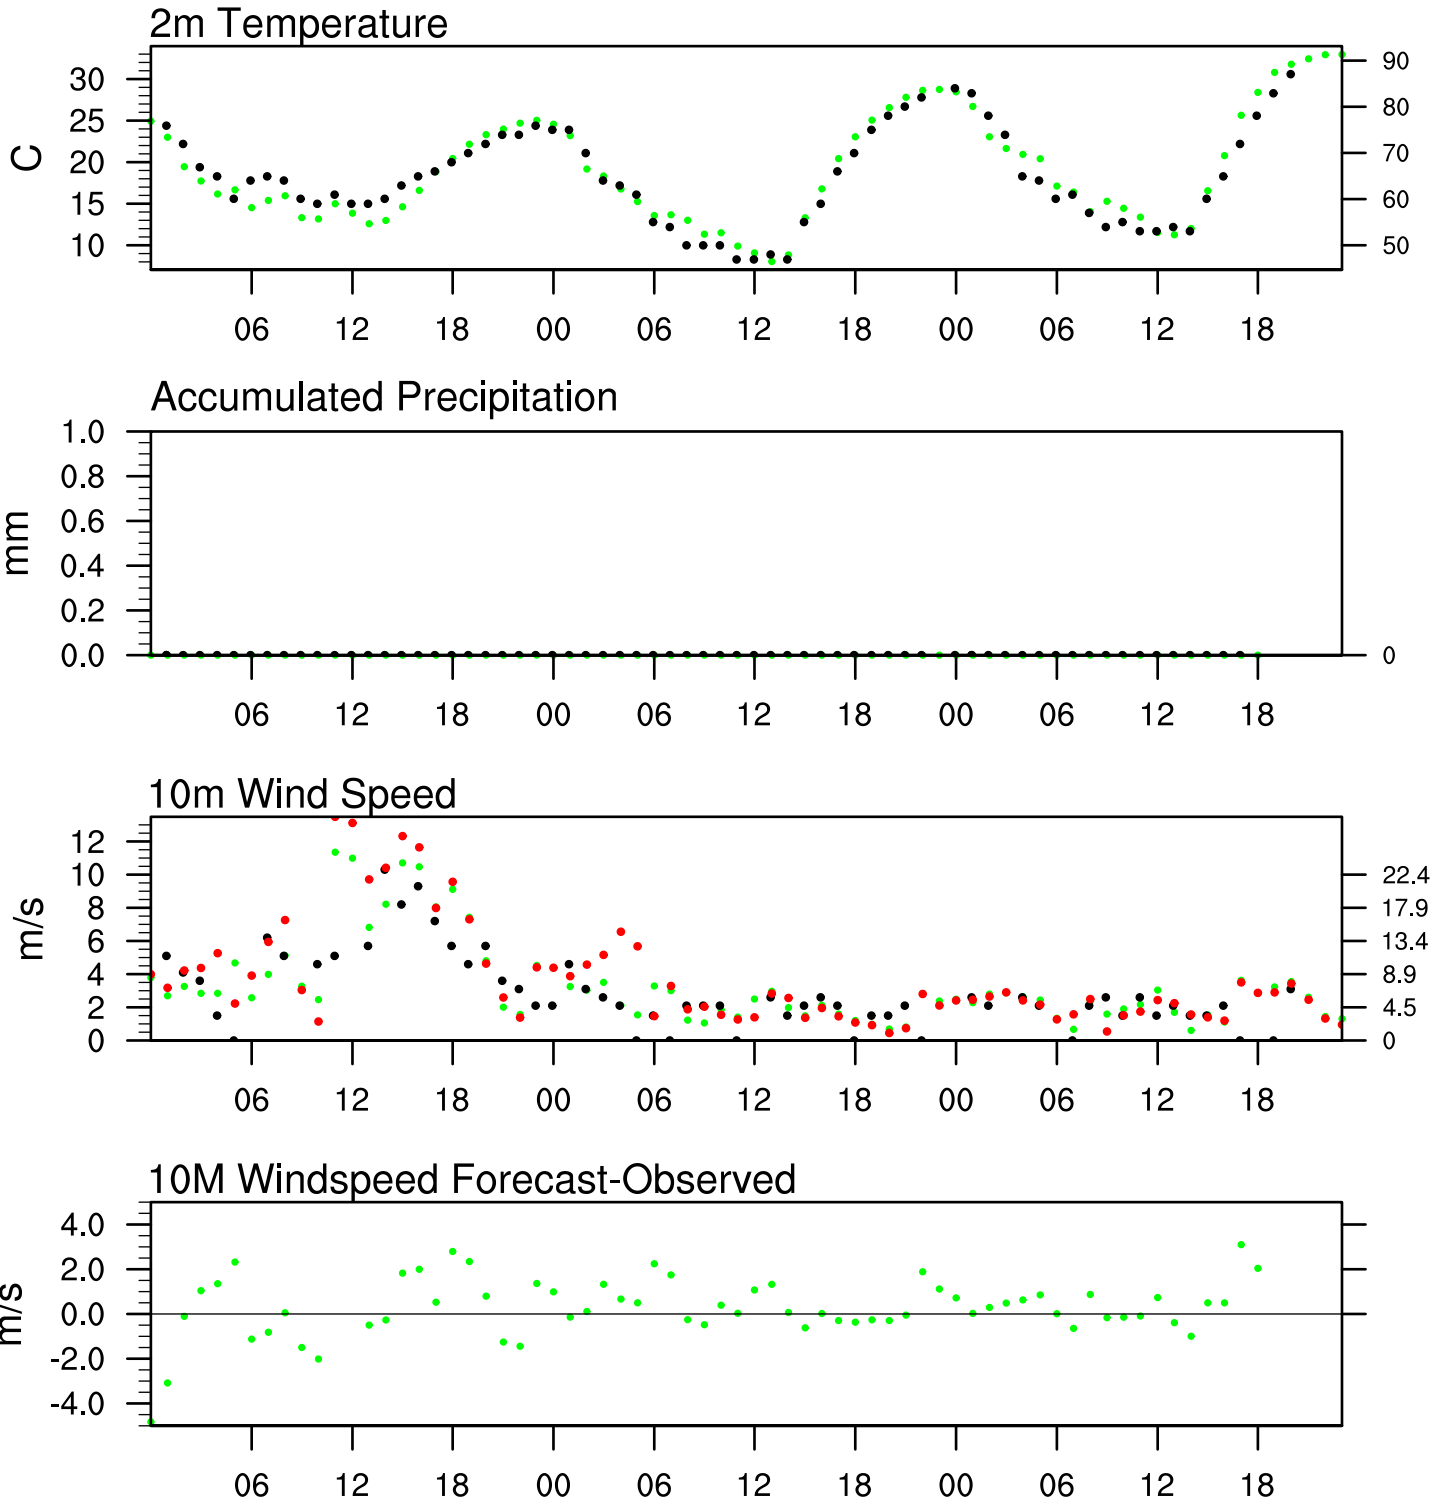 2m Temperature
30
25
20
15
10
C
90
80
70
60
50
06 12 18 00 06 12 18 00 06 12 18
Accumulated Precipitation
1.0
0.8
0.6
0.4
0.2
0.0
mm
0
06 12 18 00 06 12 18 00 06 12 18
10m Wind Speed
12
10
8
6
4
2
0
m/s
22.4
17.9
13.4
8.9
4.5
0
06 12 18 00 06 12 18 00 06 12 18
10M Windspeed Forecast-Observed
4.0
2.0
0.0
-2.0
-4.0
m/s
06 12 18 00 06 12 18 00 06 12 18